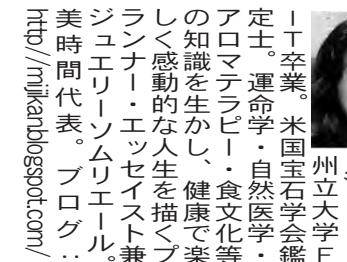 州立大学F
IT卒業。米国宝石学会鑑
定士。運命学・自然医学・
アロマテラピー・食文化等
の知識を生かし、健康で楽
しく感動的な人生を描くプ
ランナー・エッセイスト兼
ジュエリーソムリエール。
美時間代表。ブログ:
http//mijikan.blogspot.com/